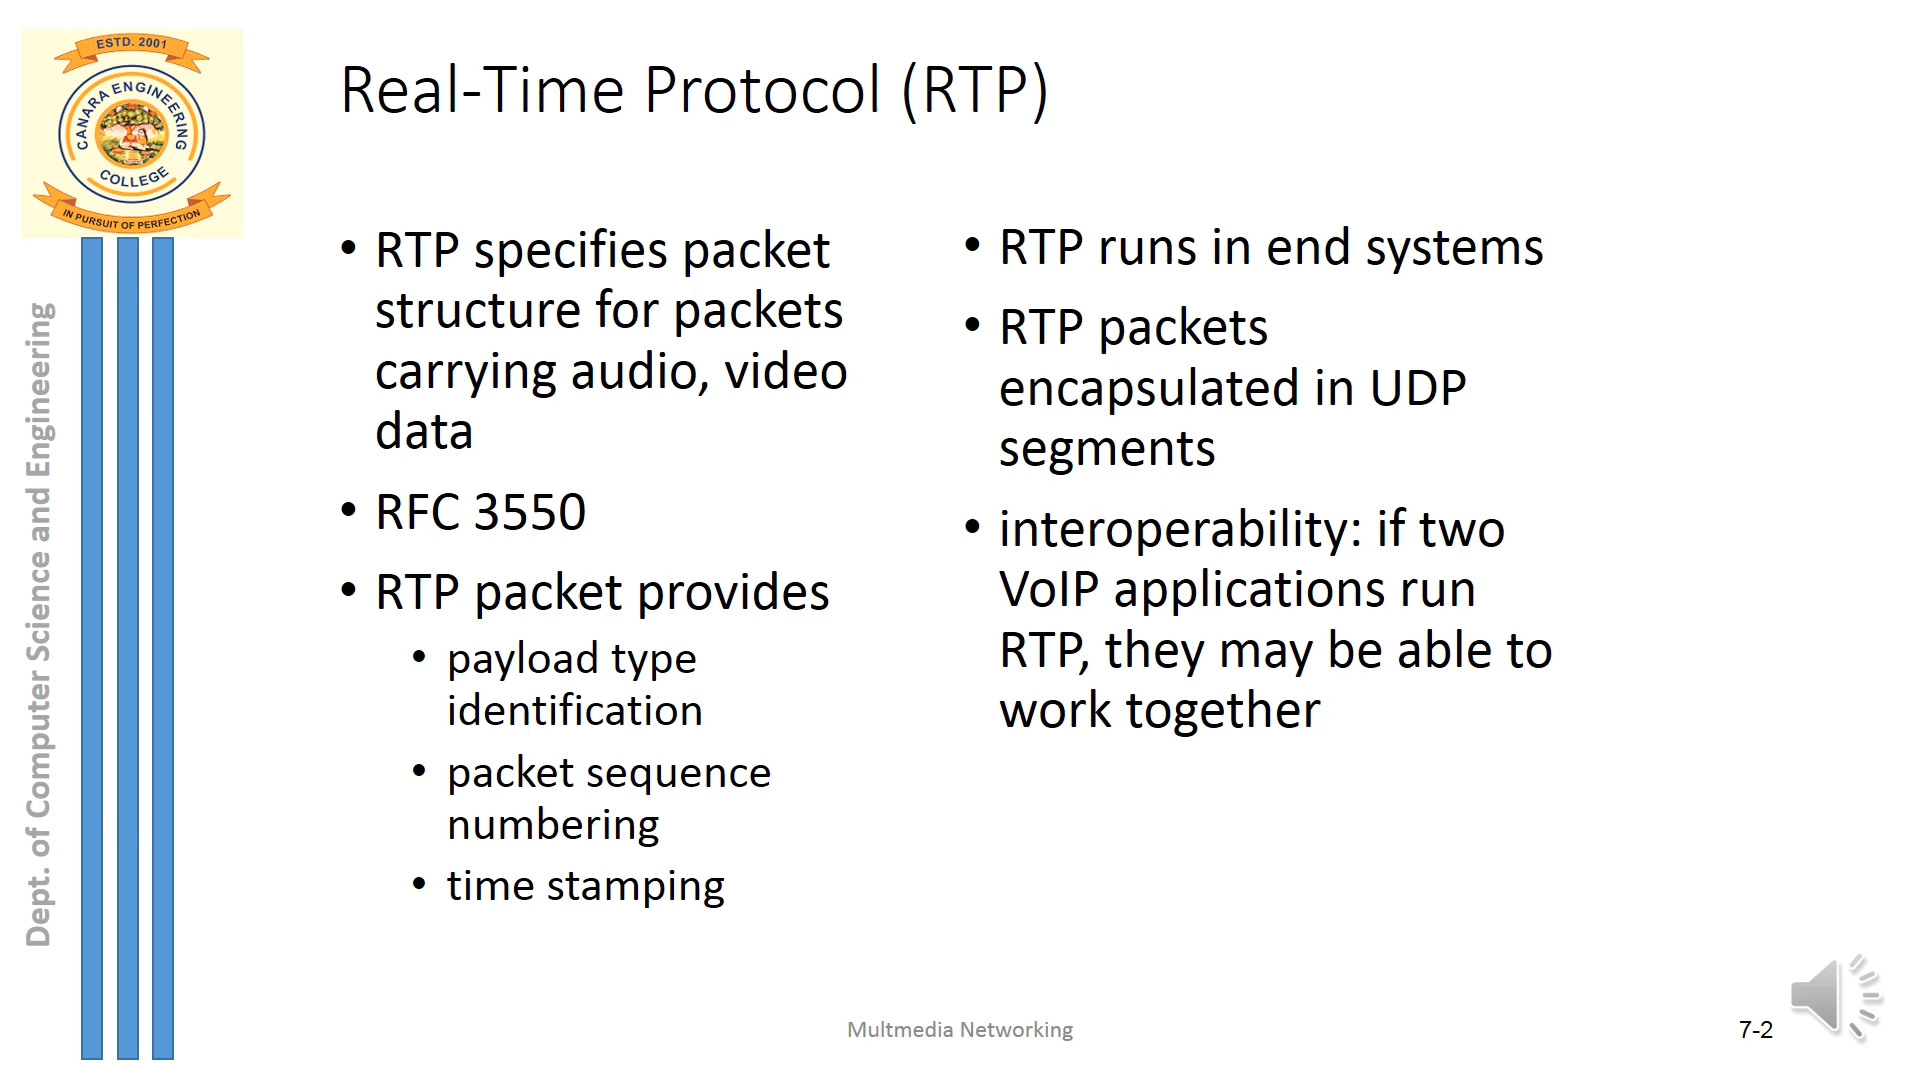 ESTD. 2001
CANARA ENGINEERING
COLLEGE
IN PURSUIT OF PERFECTION
Dept. of Computer Science and Engineering
Real-Time Protocol (RTP)
• RTP specifies packet
structure for packets
carrying audio, video
data
• RFC 3550
• RTP packet provides
• payload type
identification
• packet sequence
numbering
• time stamping
• RTP runs in end systems
• RTP packets
encapsulated in UDP
segments
• interoperability: if two
VoIP applications run
RTP, they may be able to
work together
Multmedia Networking
7-2